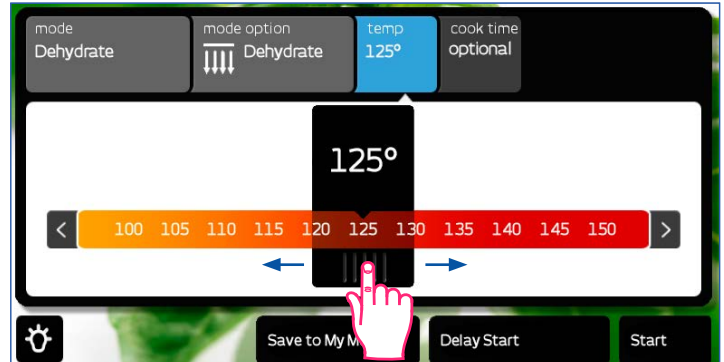 mode
Dehydrate
mode option
Dehydrate
temp
125°
cook time
optional
125°
< 100 105 110 115 120 125 130 135 140 145 150 >
Save to My M
Delay Start
Start